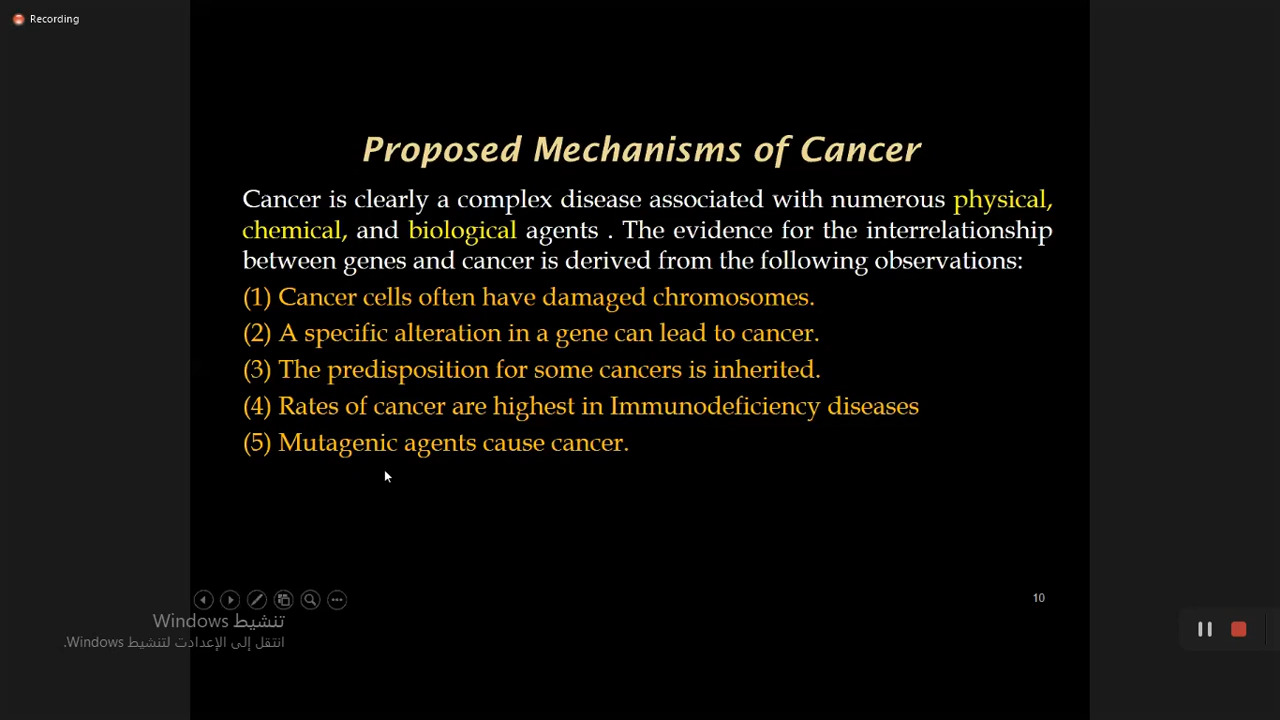 Recording
Proposed Mechanisms of Cancer
Cancer is clearly a complex disease associated with numerous physical,
chemical, and biological agents . The evidence for the interrelationship
between genes and cancer is derived from the following observations:
(1) Cancer cells often have damaged chromosomes.
(2) A specific alteration in a gene can lead to cancer.
(3) The predisposition for some cancers is inherited.
(4) Rates of cancer are highest in Immunodeficiency diseases
(5) Mutagenic agents cause cancer.
10
تنشيط Windows
انتقل إلى الإعدادات لتنشيط Windows.